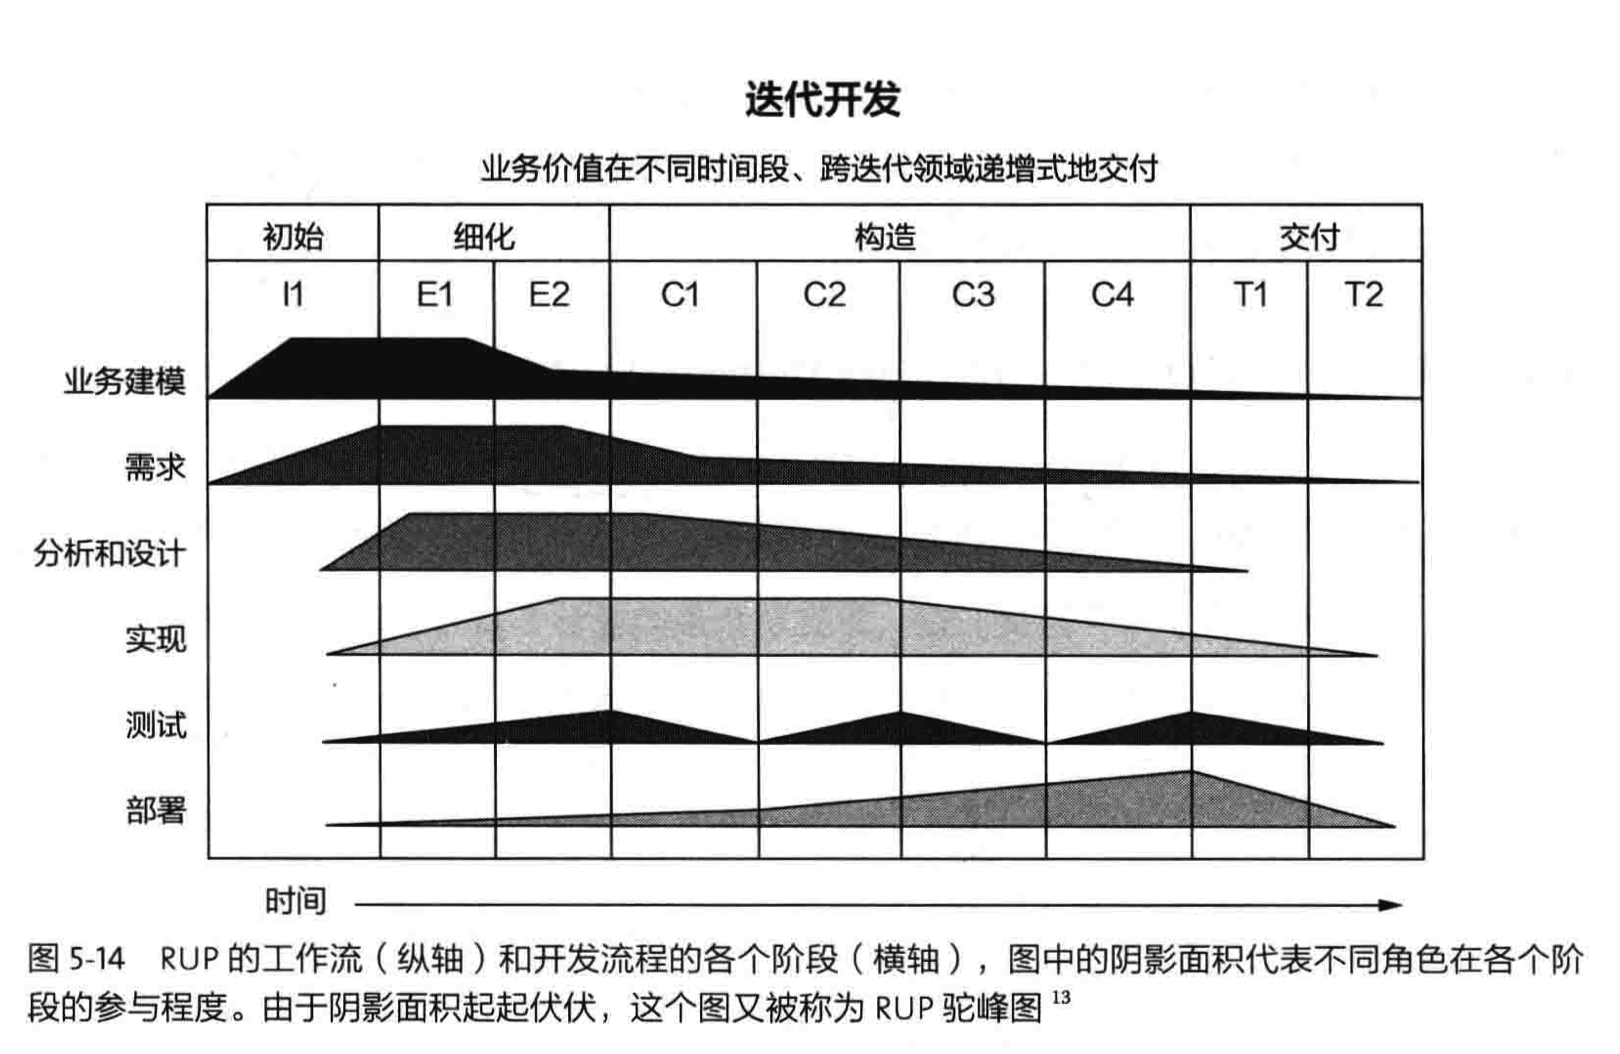 迭代开发
业务价值在不同时间段、跨迭代领域递增式地交付
初始 细化 构造 交付
I1 E1 E2 C1 C2 C3 C4 T1 T2
业务建模
需求
分析和设计
实现
测试
部署
时间
图 5-14 RUP 的工作流（纵轴）和开发流程的各个阶段（横轴），图中的阴影面积代表不同角色在各个阶
段的参与程度。由于阴影面积起起伏伏，这个图又被称为 RUP 驼峰图 13